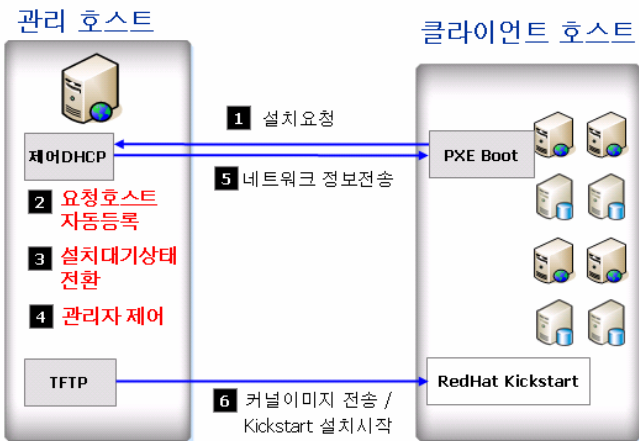 관리 호스트
클라이언트 호스트
1 설치요청
제어DHCP
PXE Boot
5 네트워크 정보전송
2 요청호스트
자동등록
3 설치대기상태
전환
4 관리자 제어
TFTP
RedHat Kickstart
6 커널이미지 전송 /
Kickstart 설치시작